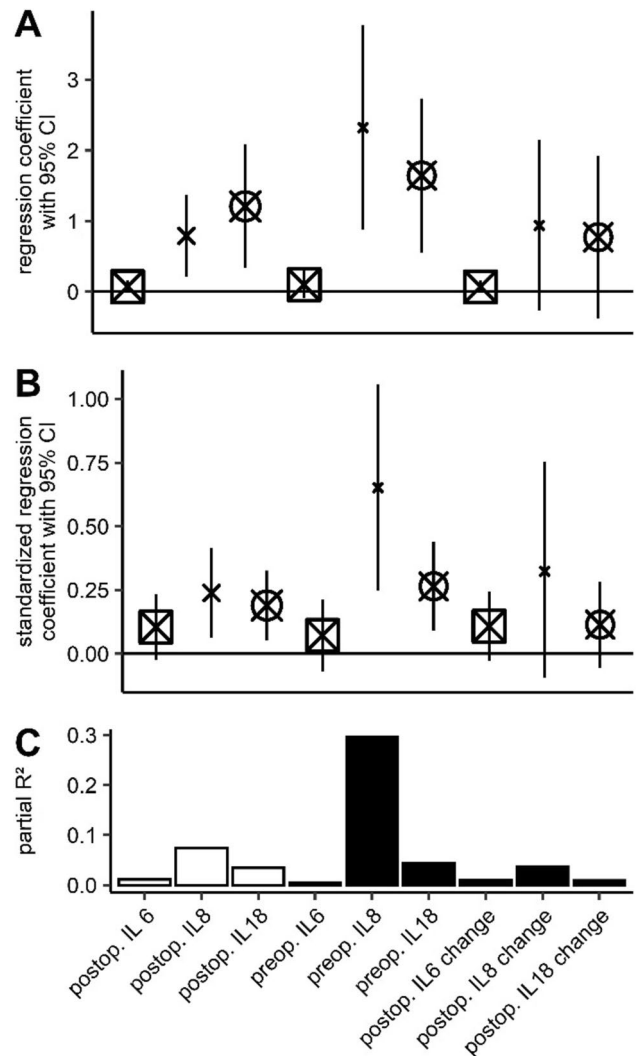 A
regression coefficient
with 95% CI
3
2
1
0
B
standardized regression
coefficient with 95% CI
1.00
0.75
0.50
0.25
0.00
C
partial R²
0.3
0.2
0.1
0.0
postop. IL 6
postop. IL8
postop. IL18
preop. IL6
preop. IL8
preop. IL18
postop. IL6 change
postop. IL8 change
postop. IL18 change